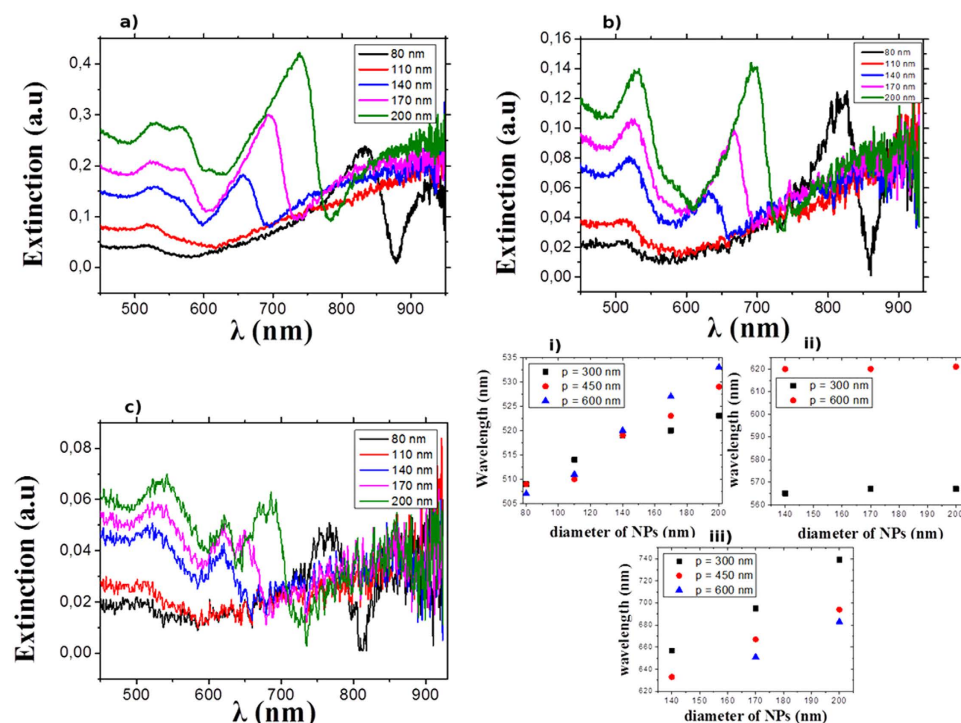 a)
Extinction (a.u)
0,4
0,3
0,2
0,1
0,0
80 nm
110 nm
140 nm
170 nm
200 nm
500 600 700 800 900
λ (nm)
b)
Extinction (a.u)
0,16
0,14
0,12
0,10
0,08
0,06
0,04
0,02
0,00
80 nm
110 nm
140 nm
170 nm
200 nm
500 600 700 800 900
λ (nm)
c)
Extinction (a.u)
0,08
0,06
0,04
0,02
0,00
80 nm
110 nm
140 nm
170 nm
200 nm
500 600 700 800 900
λ (nm)
i)
Wavelength (nm)
535
530
525
520
515
510
505
p = 300 nm
p = 450 nm
p = 600 nm
80 100 120 140 160 180 200
diameter of NPs (nm)
ii)
Wavelength (nm)
620
610
600
590
580
570
560
p = 300 nm
p = 600 nm
140 150 160 170 180 190 200
diameter of NPs (nm)
iii)
wavelength (nm)
740
720
700
680
660
640
620
p = 300 nm
p = 450 nm
p = 600 nm
140 150 160 170 180 190 200
diameter of NPs (nm)